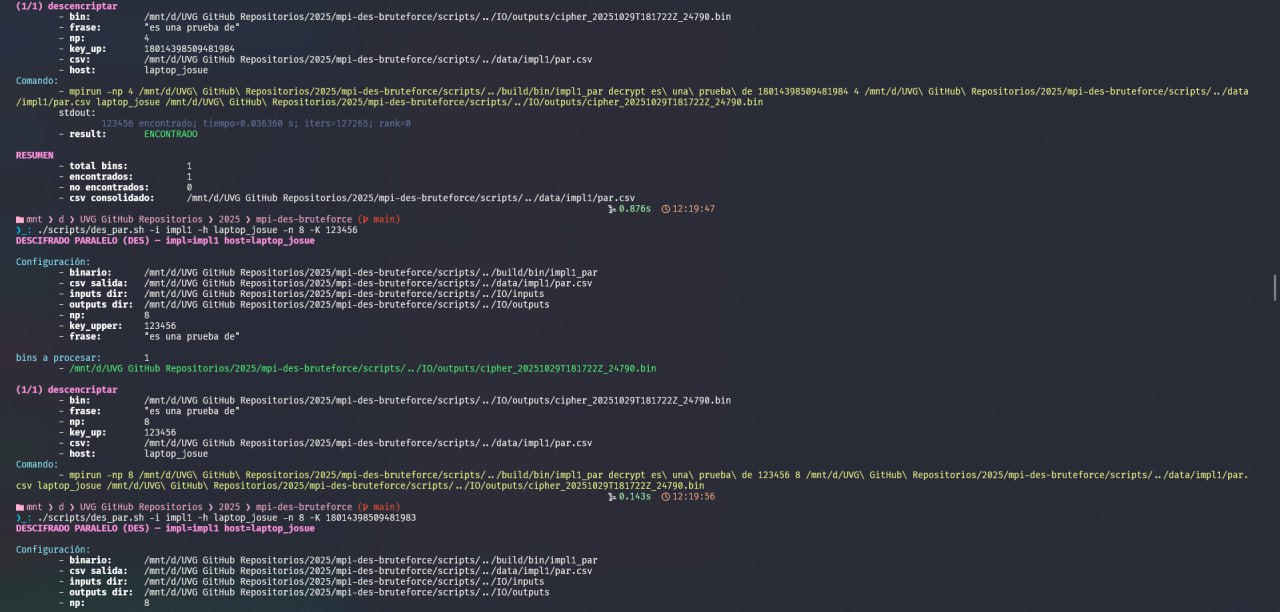 (1/1) descencriptar
- bin: /mnt/d/UVG GitHub Repositorios/2025/mpi-des-bruteforce/scripts/../IO/outputs/cipher_20251029T181722Z_24790.bin
- frase: "es una prueba de"
- np: 4
- key_up: 18014398509481984
- csv: /mnt/d/UVG GitHub Repositorios/2025/mpi-des-bruteforce/scripts/../data/impl1/par.csv
- host: laptop_josue
Comando:
- mpirun -np 4 /mnt/d/UVG\ GitHub\ Repositorios/2025/mpi-des-bruteforce/scripts/../build/bin/impl1_par decrypt es\ una\ prueba\ de 18014398509481984 4 /mnt/d/UVG\ GitHub\ Repositorios/2025/mpi-des-bruteforce/scripts/../data
/impl1/par.csv laptop_josue /mnt/d/UVG\ GitHub\ Repositorios/2025/mpi-des-bruteforce/scripts/../IO/outputs/cipher_20251029T181722Z_24790.bin
stdout:
123456 encontrado; tiempo=0.036360 s; iters=127265; rank=0
- result: ENCONTRADO
RESUMEN
- total bins: 1
- encontrados: 1
- no encontrados: 0
- csv consolidado: /mnt/d/UVG GitHub Repositorios/2025/mpi-des-bruteforce/scripts/../data/impl1/par.csv
0.876s 12:19:47
mnt ❯ d ❯ UVG GitHub Repositorios ❯ 2025 ❯ mpi-des-bruteforce ( main)
❯_: ./scripts/des_par.sh -i impl1 -h laptop_josue -n 8 -K 123456
DESCIFRADO PARALELO (DES) — impl=impl1 host=laptop_josue
Configuración:
- binario: /mnt/d/UVG GitHub Repositorios/2025/mpi-des-bruteforce/scripts/../build/bin/impl1_par
- csv salida: /mnt/d/UVG GitHub Repositorios/2025/mpi-des-bruteforce/scripts/../data/impl1/par.csv
- inputs dir: /mnt/d/UVG GitHub Repositorios/2025/mpi-des-bruteforce/scripts/../IO/inputs
- outputs dir: /mnt/d/UVG GitHub Repositorios/2025/mpi-des-bruteforce/scripts/../IO/outputs
- np: 8
- key_upper: 123456
- frase: "es una prueba de"
bins a procesar: 1
- /mnt/d/UVG GitHub Repositorios/2025/mpi-des-bruteforce/scripts/../IO/outputs/cipher_20251029T181722Z_24790.bin
(1/1) descencriptar
- bin: /mnt/d/UVG GitHub Repositorios/2025/mpi-des-bruteforce/scripts/../IO/outputs/cipher_20251029T181722Z_24790.bin
- frase: "es una prueba de"
- np: 8
- key_up: 123456
- csv: /mnt/d/UVG GitHub Repositorios/2025/mpi-des-bruteforce/scripts/../data/impl1/par.csv
- host: laptop_josue
Comando:
- mpirun -np 8 /mnt/d/UVG\ GitHub\ Repositorios/2025/mpi-des-bruteforce/scripts/../build/bin/impl1_par decrypt es\ una\ prueba\ de 123456 8 /mnt/d/UVG\ GitHub\ Repositorios/2025/mpi-des-bruteforce/scripts/../data/impl1/par.
csv laptop_josue /mnt/d/UVG\ GitHub\ Repositorios/2025/mpi-des-bruteforce/scripts/../IO/outputs/cipher_20251029T181722Z_24790.bin
0.143s 12:19:56
mnt ❯ d ❯ UVG GitHub Repositorios ❯ 2025 ❯ mpi-des-bruteforce ( main)
❯_: ./scripts/des_par.sh -i impl1 -h laptop_josue -n 8 -K 18014398509481983
DESCIFRADO PARALELO (DES) — impl=impl1 host=laptop_josue
Configuración:
- binario: /mnt/d/UVG GitHub Repositorios/2025/mpi-des-bruteforce/scripts/../build/bin/impl1_par
- csv salida: /mnt/d/UVG GitHub Repositorios/2025/mpi-des-bruteforce/scripts/../data/impl1/par.csv
- inputs dir: /mnt/d/UVG GitHub Repositorios/2025/mpi-des-bruteforce/scripts/../IO/inputs
- outputs dir: /mnt/d/UVG GitHub Repositorios/2025/mpi-des-bruteforce/scripts/../IO/outputs
- np: 8